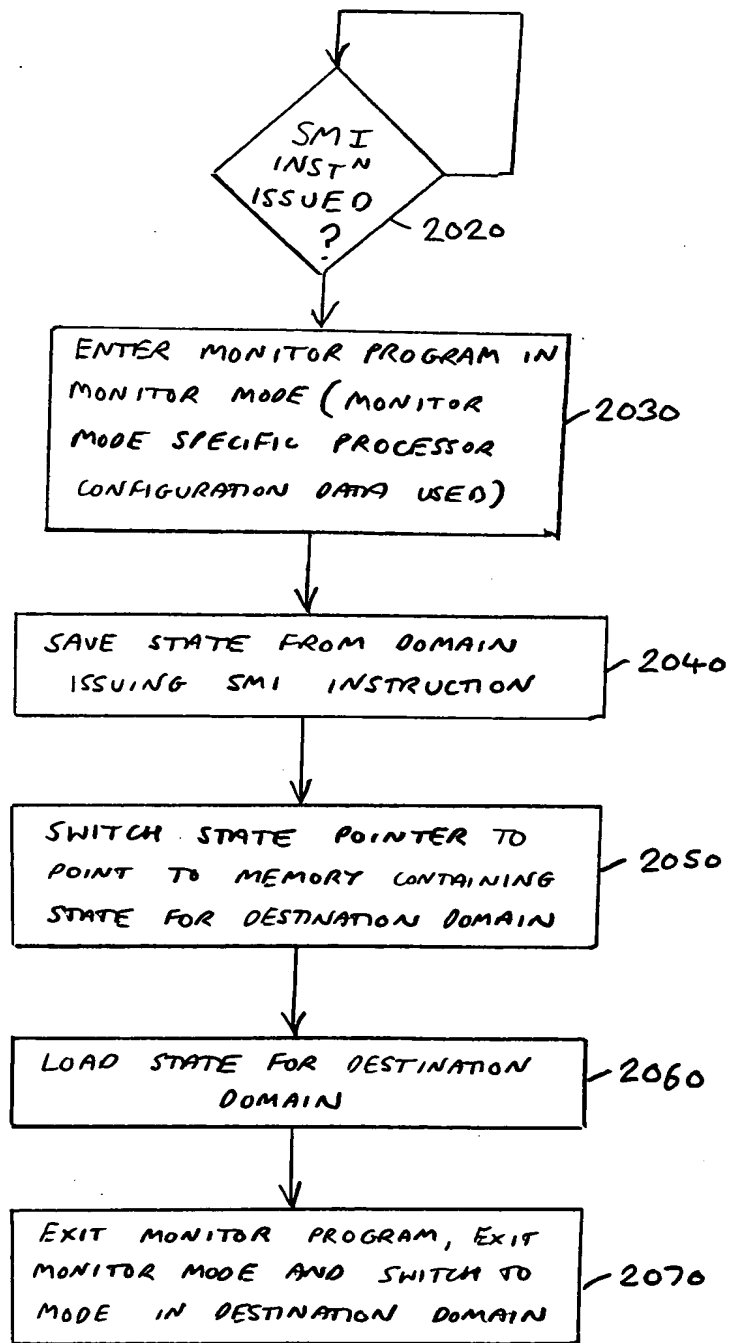 SMI
INSTN
ISSUED
?
2020
ENTER MONITOR PROGRAM IN
MONITOR MODE (MONITOR
MODE SPECIFIC PROCESSOR
CONFIGURATION DATA USED)
2030
SAVE STATE FROM DOMAIN
ISSUING SMI INSTRUCTION
2040
SWITCH STATE POINTER TO
POINT TO MEMORY CONTAINING
STATE FOR DESTINATION DOMAIN
2050
LOAD STATE FOR DESTINATION
DOMAIN
2060
EXIT MONITOR PROGRAM, EXIT
MONITOR MODE AND SWITCH TO
MODE IN DESTINATION DOMAIN
2070